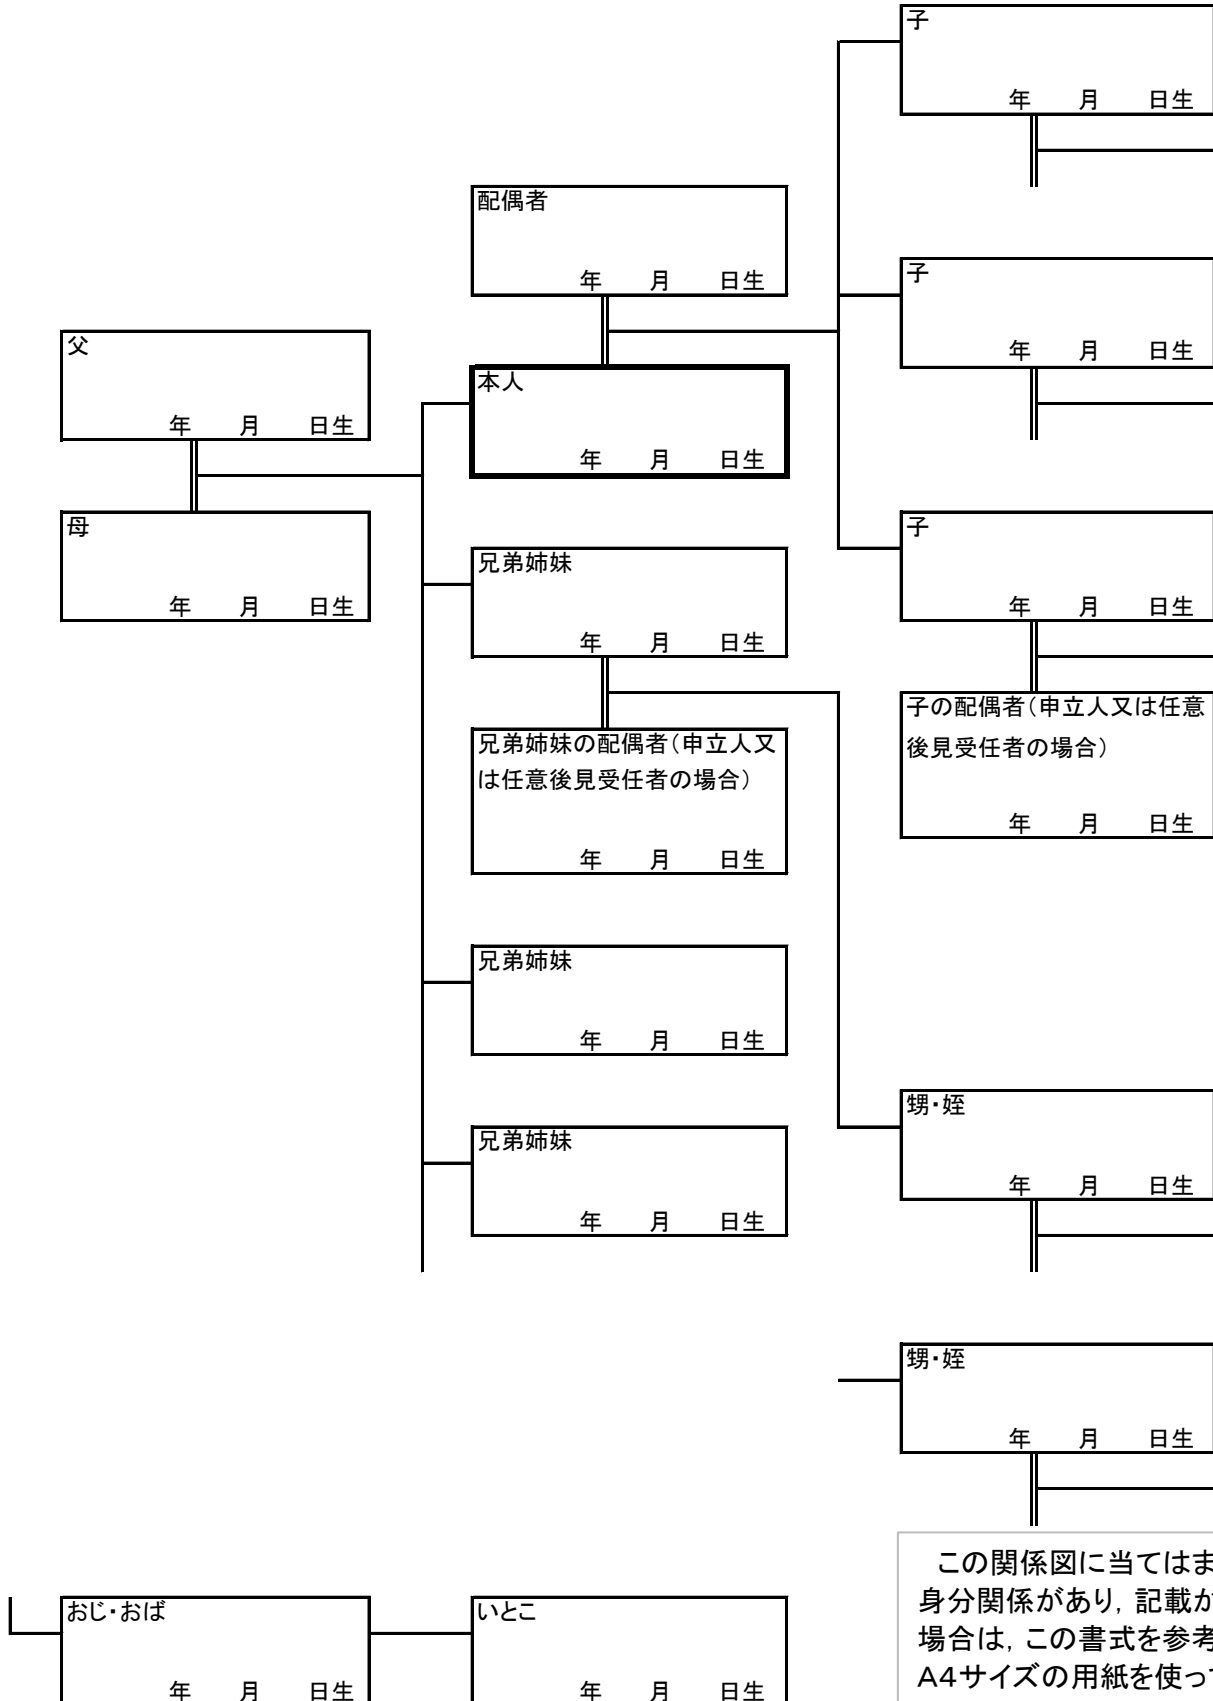 子
年 月 日生
配偶者
年 月 日生
子
年 月 日生
父
年 月 日生
本人
年 月 日生
母
年 月 日生
兄弟姉妹
年 月 日生
子
年 月 日生
兄弟姉妹の配偶者（申立人又
は任意後見受任者の場合）
年 月 日生
子の配偶者（申立人又は任意
後見受任者の場合）
年 月 日生
兄弟姉妹
年 月 日生
兄弟姉妹
年 月 日生
甥・姪
年 月 日生
甥・姪
年 月 日生
おじ・おば
年 月 日生
いとこ
年 月 日生
この関係図に当てはま
身分関係があり，記載か
場合は，この書式を参考
Ａ４サイズの用紙を使って